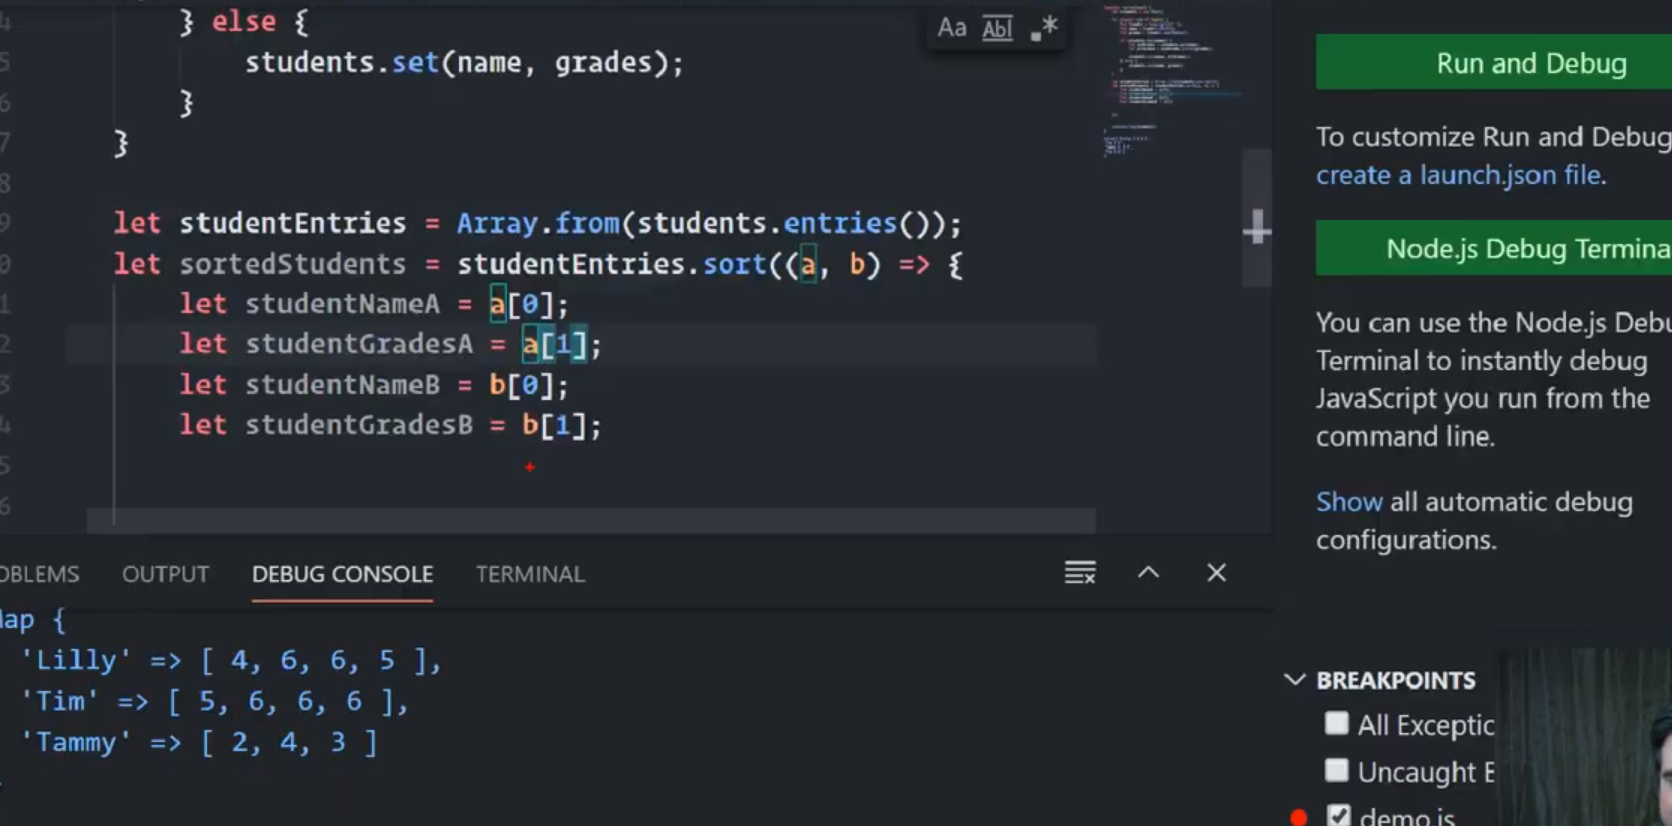 4 } else {
5 students.set(name, grades);
6 }
7 }
8
9 let studentEntries = Array.from(students.entries());
0 let sortedStudents = studentEntries.sort((a, b) => {
1 let studentNameA = a[0];
2 let studentGradesA = a[1];
3 let studentNameB = b[0];
4 let studentGradesB = b[1];
5
6
Aa Abl .*
OBLEMS OUTPUT DEBUG CONSOLE TERMINAL
Map {
'Lilly' => [ 4, 6, 6, 5 ],
'Tim' => [ 5, 6, 6, 6 ],
'Tammy' => [ 2, 4, 3 ]
Run and Debug
To customize Run and Debug
create a launch.json file.
Node.js Debug Termina
You can use the Node.js Debu
Terminal to instantly debug
JavaScript you run from the
command line.
Show all automatic debug
configurations.
BREAKPOINTS
All Exceptic
Uncaught E
demo.js